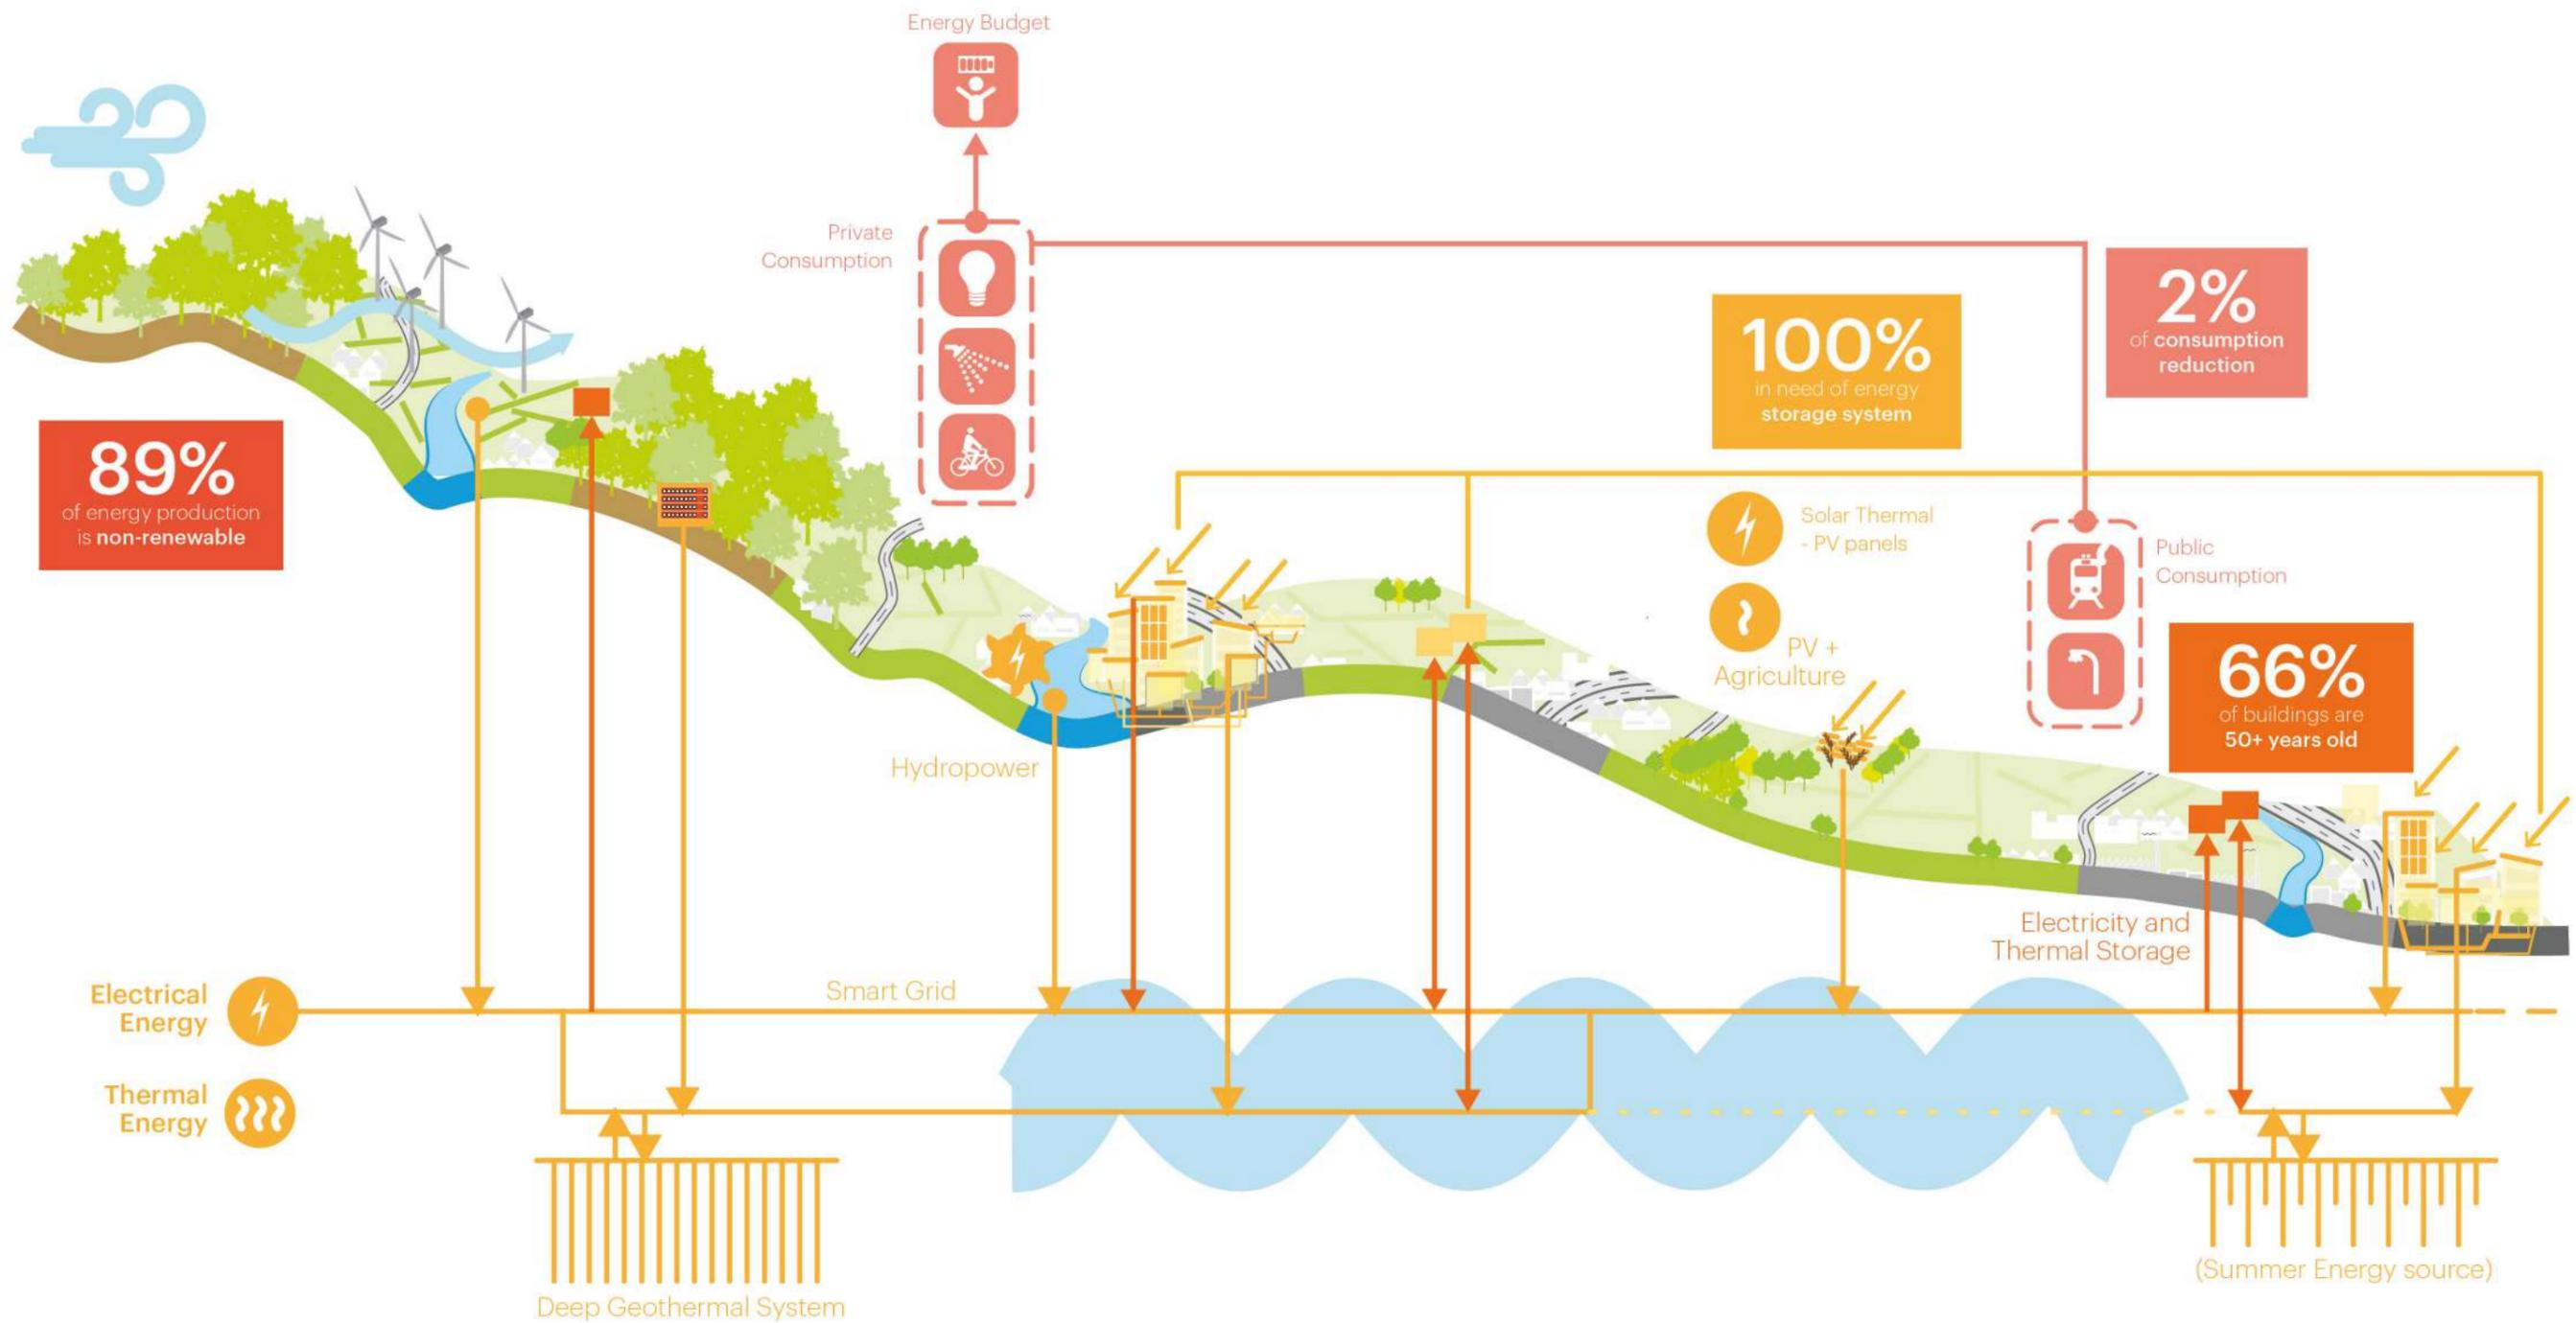 Energy Budget
Private
Consumption
89%
of energy production
is non-renewable
100%
in need of energy
storage system
2%
of consumption
reduction
Solar Thermal
- PV panels
PV +
Agriculture
Public
Consumption
66%
of buildings are
50+ years old
Hydropower
Electricity and
Thermal Storage
Electrical
Energy
Smart Grid
Thermal
Energy
Deep Geothermal System
(Summer Energy source)